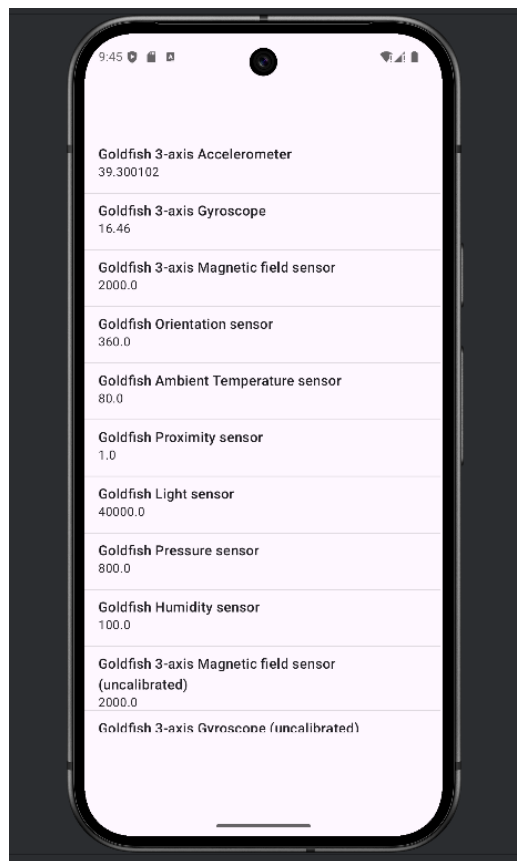 9:45
Goldfish 3-axis Accelerometer
39.300102
Goldfish 3-axis Gyroscope
16.46
Goldfish 3-axis Magnetic field sensor
2000.0
Goldfish Orientation sensor
360.0
Goldfish Ambient Temperature sensor
80.0
Goldfish Proximity sensor
1.0
Goldfish Light sensor
40000.0
Goldfish Pressure sensor
800.0
Goldfish Humidity sensor
100.0
Goldfish 3-axis Magnetic field sensor
(uncalibrated)
2000.0
Goldfish 3-axis Gyroscope (uncalibrated)